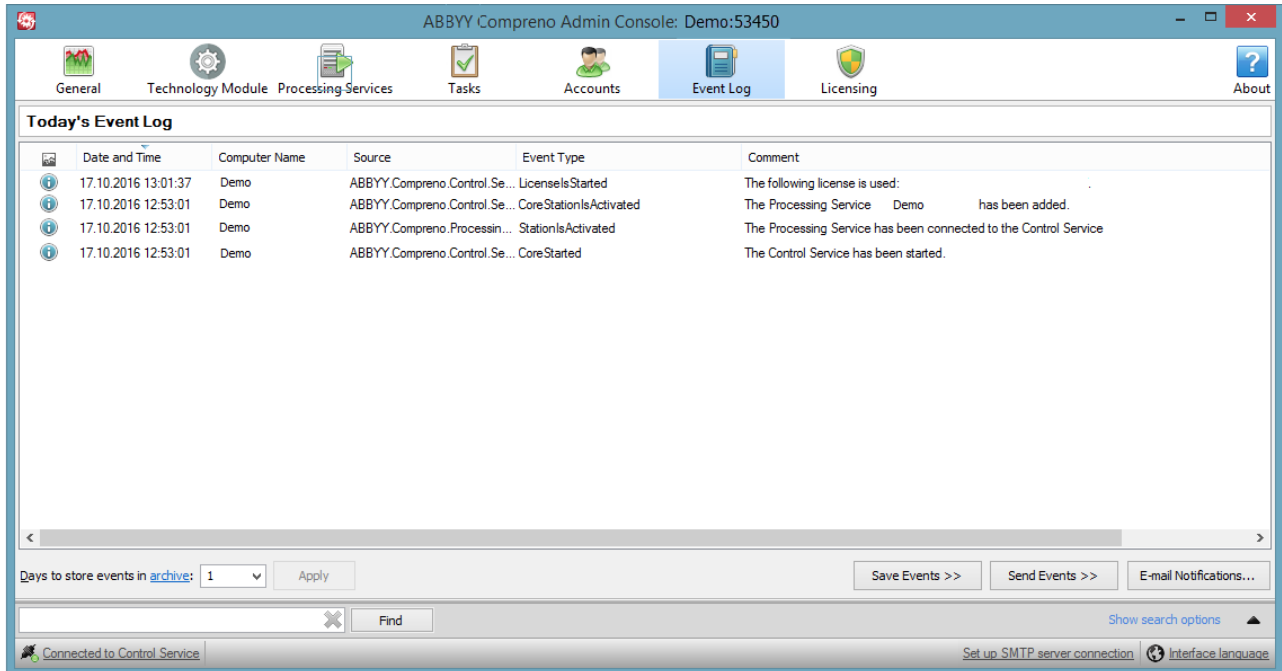 ABBYY Compreno Admin Console: Demo:53450
General Technology Module Processing Services Tasks Accounts Event Log Licensing About
Today's Event Log
Date and Time Computer Name Source Event Type Comment
17.10.2016 13:01:37 Demo ABBYY.Compreno.Control.Se... LicenseIsStarted The following license is used: .
17.10.2016 12:53:01 Demo ABBYY.Compreno.Control.Se... CoreStationIsActivated The Processing Service Demo has been added.
17.10.2016 12:53:01 Demo ABBYY.Compreno.Processin... StationIsActivated The Processing Service has been connected to the Control Service
17.10.2016 12:53:01 Demo ABBYY.Compreno.Control.Se... CoreStarted The Control Service has been started.
Days to store events in archive: 1 Apply Save Events >> Send Events >> E-mail Notifications...
Find Show search options
Connected to Control Service Set up SMTP server connection Interface language